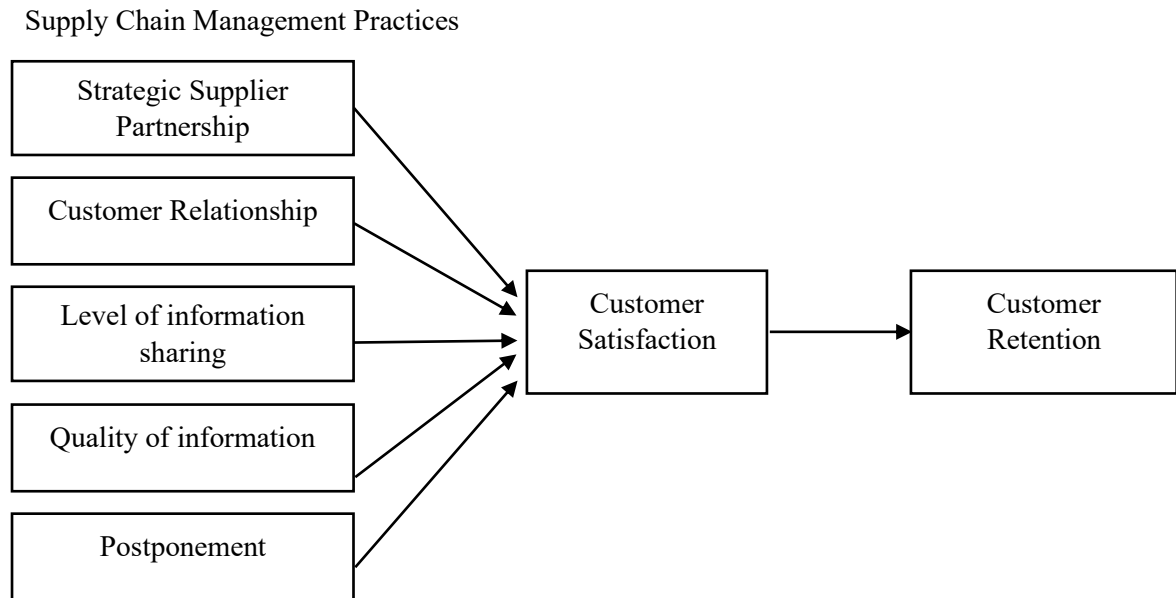 Supply Chain Management Practices
Strategic Supplier
Partnership
Customer Relationship
Level of information
sharing
Quality of information
Postponement
Customer
Satisfaction
Customer
Retention